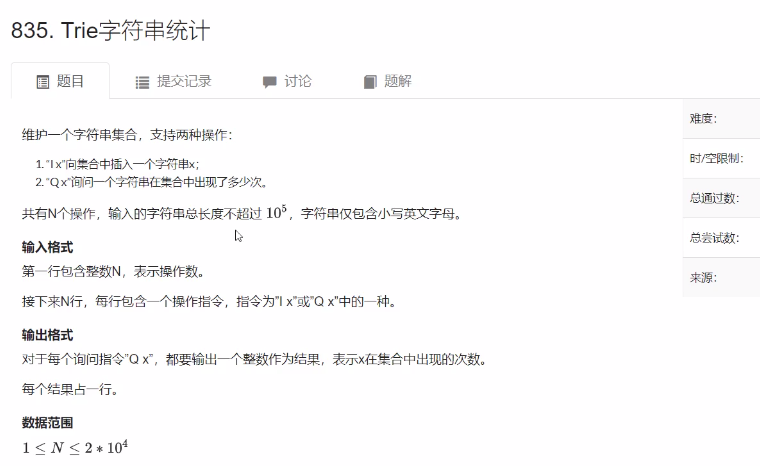 835. Trie字符串统计
题目
提交记录
讨论
题解
维护一个字符串集合，支持两种操作：
1. "I x"向集合中插入一个字符串x；
2. "Q x"询问一个字符串在集合中出现了多少次。
共有N个操作，输入的字符串总长度不超过 10⁵，字符串仅包含小写英文字母。
输入格式
第一行包含整数N，表示操作数。
接下来N行，每行包含一个操作指令，指令为"I x"或"Q x"中的一种。
输出格式
对于每个询问指令"Q x"，都要输出一个整数作为结果，表示x在集合中出现的次数。
每个结果占一行。
数据范围
1 ≤ N ≤ 2 * 10⁴
难度：
时/空限制：
总通过数：
总尝试数：
来源：